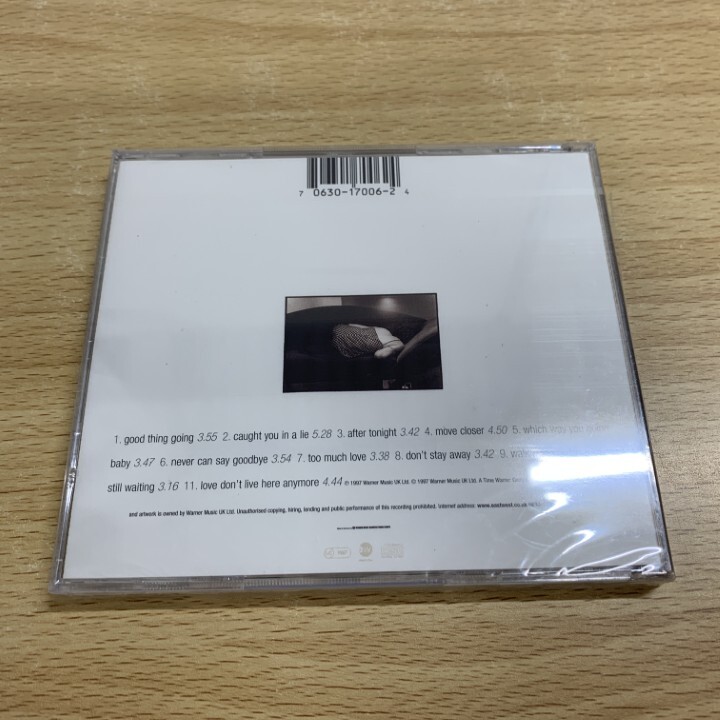 7 0630-17006-2 4
1. good thing going 3.55 2. caught you in a lie 5.28 3. after tonight 3.42 4. move closer 4.50 5. which way
baby 3.47 6. never can say goodbye 3.54 7. too much love 3.38 8. don't stay away 3.42 9.
still waiting 3.16 11. love don't live here anymore 4.44 ℗ 1997 Warner Music UK Ltd. © 1997 Warner Music UK Ltd. A Time Warner
and artwork is owned by Warner Music UK Ltd. Unauthorised copying, hiring, lending and public performance of this recording prohibited. Internet address: www.eastwest.co.uk